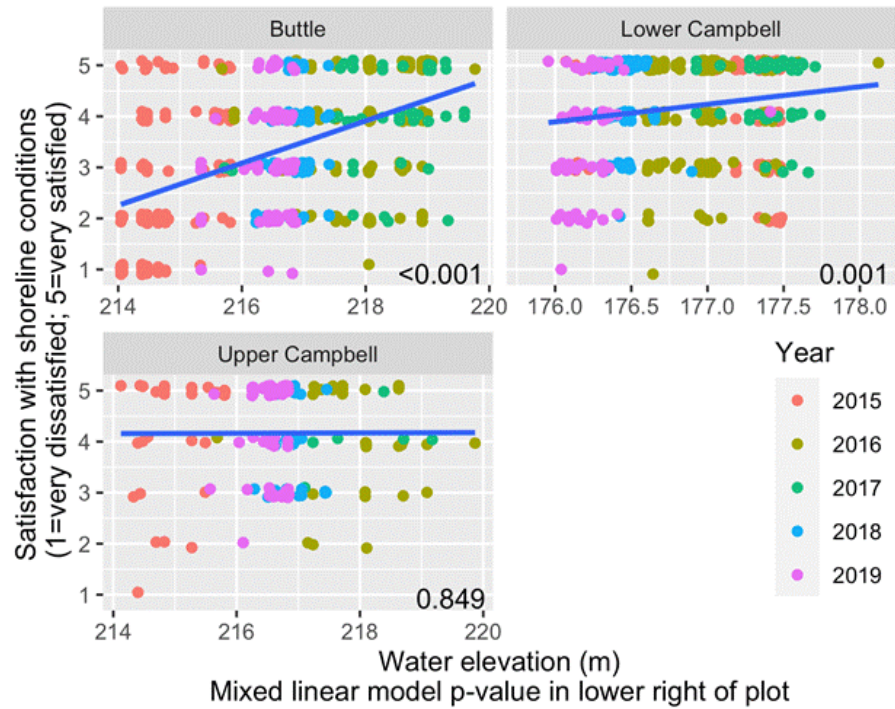 Buttle
Lower Campbell
5
4
3
2
1
<0.001
0.001
214 216 218 220
176.0 176.5 177.0 177.5 178.0
Upper Campbell
5
4
3
2
1
0.849
214 216 218 220
Year
2015
2016
2017
2018
2019
Satisfaction with shoreline conditions
(1=very dissatisfied; 5=very satisfied)
Water elevation (m)
Mixed linear model p-value in lower right of plot